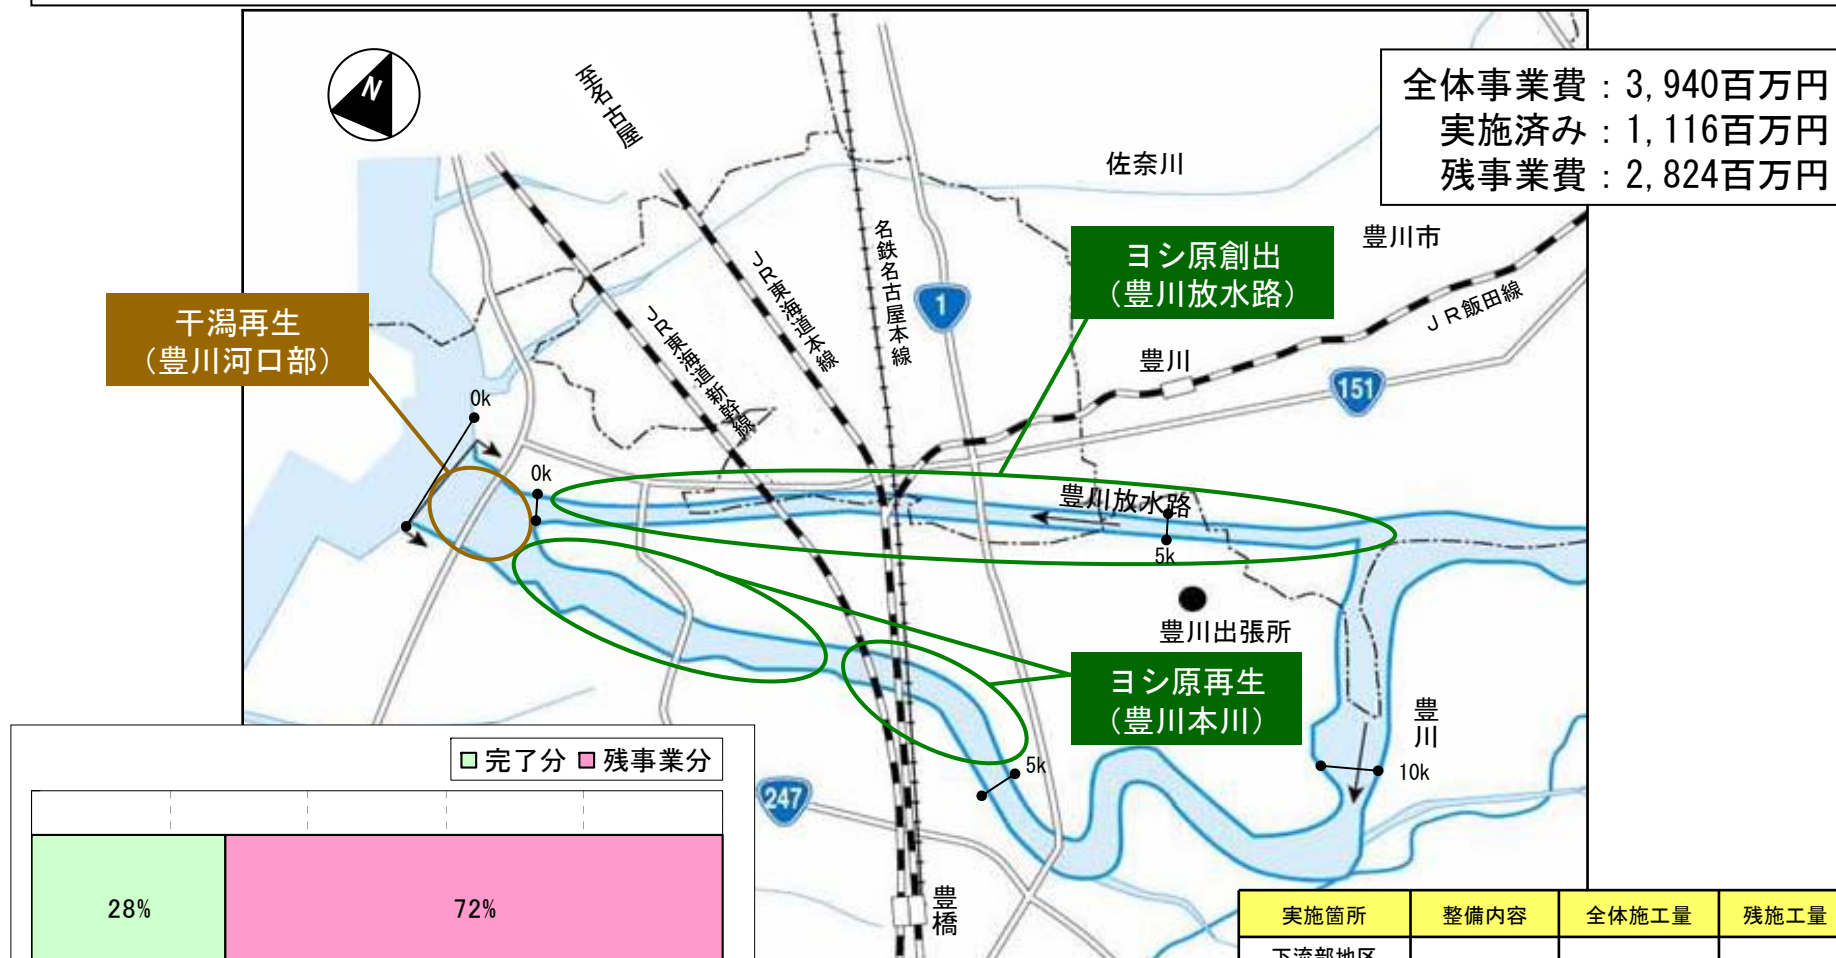 N
至名古屋
全体事業費：3,940百万円
実施済み：1,116百万円
残事業費：2,824百万円
佐奈川
豊川市
名鉄名古屋本線
ヨシ原創出
（豊川放水路）
JR東海道本線
JR東海道新幹線
1
JR飯田線
干潟再生
（豊川河口部）
豊川
151
0k
0k
豊川放水路
5k
豊川出張所
ヨシ原再生
（豊川本川）
豊川
10k
5k
247
豊橋
完了分 残事業分
28% 72%
実施箇所 整備内容 全体施工量 残施工量
下流部地区